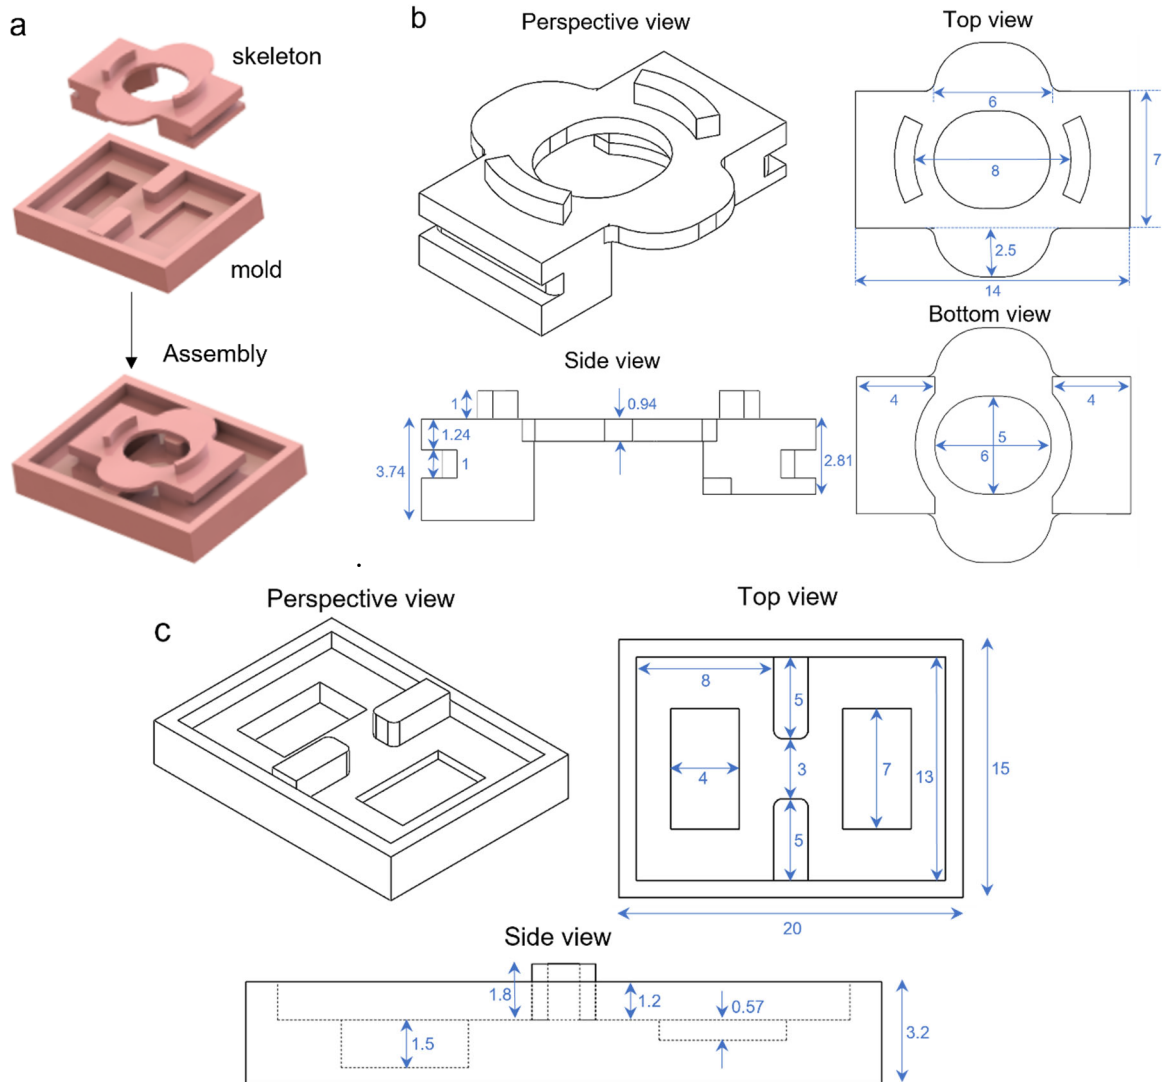 a
skeleton
mold
Assembly
b
Perspective view
Top view
6
8
7
2.5
14
Side view
1
0.94
1.24
3.74
1
2.81
Bottom view
4
4
5
6
c
Perspective view
Top view
8
5
4
3
7
13
15
5
20
Side view
1.8
1.2
0.57
1.5
3.2